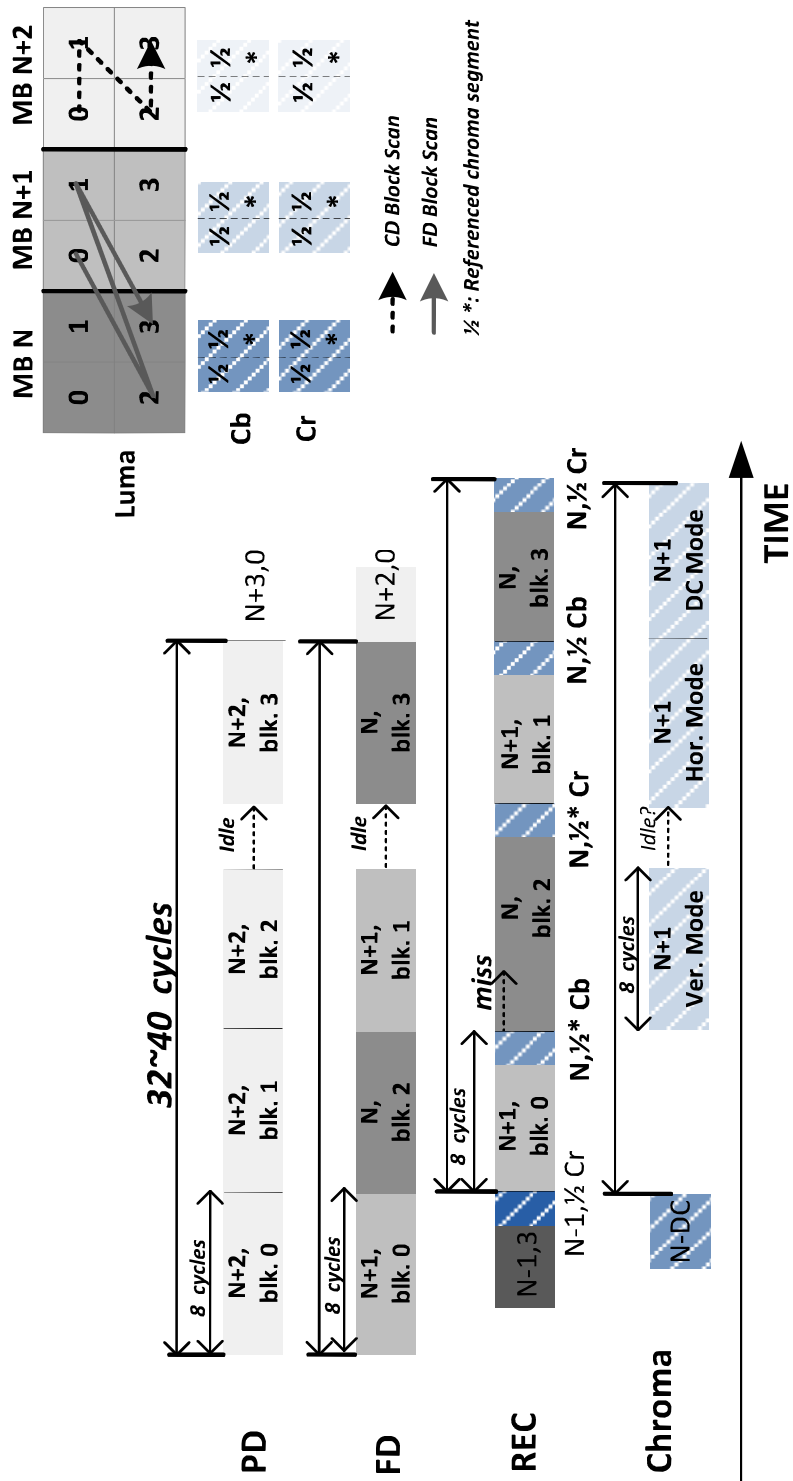 MB N MB N+1 MB N+2
Luma
0 1 0 1 0 1
2 3 2 3 2 3
Cb
½ ½ ½ ½ ½ ½
* * *
Cr
½ ½ ½ ½ ½ ½
* * *
CD Block Scan
FD Block Scan
½ *: Referenced chroma segment
32~40 cycles
8 cycles
Idle
PD
N+2, blk. 0
N+2, blk. 1
N+2, blk. 2
N+2, blk. 3
N+3,0
8 cycles
Idle
FD
N+1, blk. 0
N, blk. 2
N+1, blk. 1
N, blk. 3
N+2,0
8 cycles
miss
REC
N-1,3
N+1, blk. 0
N, blk. 2
N+1, blk. 1
N, blk. 3
N-1,½ Cr
N,½* Cb
N,½* Cr
N,½ Cb
N,½ Cr
8 cycles
Idle?
Chroma
N-DC
N+1 Ver. Mode
N+1 Hor. Mode
N+1 DC Mode
TIME